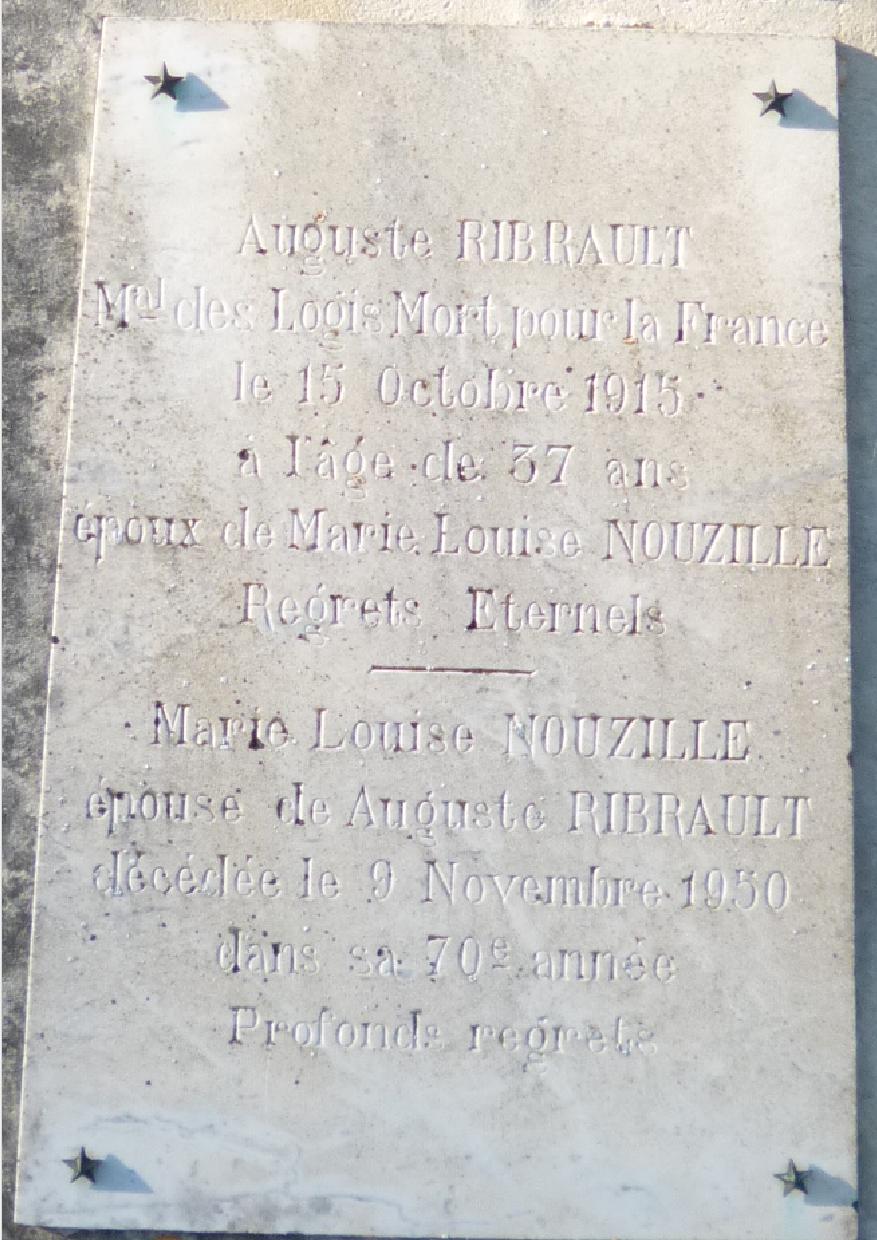 Auguste RIBRAULT
Mal des Logis Mort pour la France
le 15 Octobre 1915
à l'âge de 37 ans
époux de Marie Louise NOUZILLE
Regrets Eternels
Marie Louise NOUZILLE
épouse de Auguste RIBRAULT
décédée le 9 Novembre 1950
dans sa 70e année
Profonds regrets